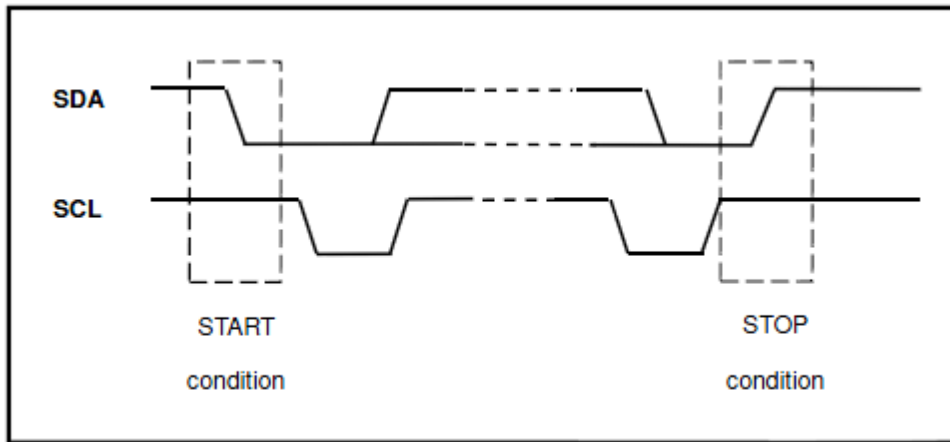 SDA
SCL
START
condition
STOP
condition